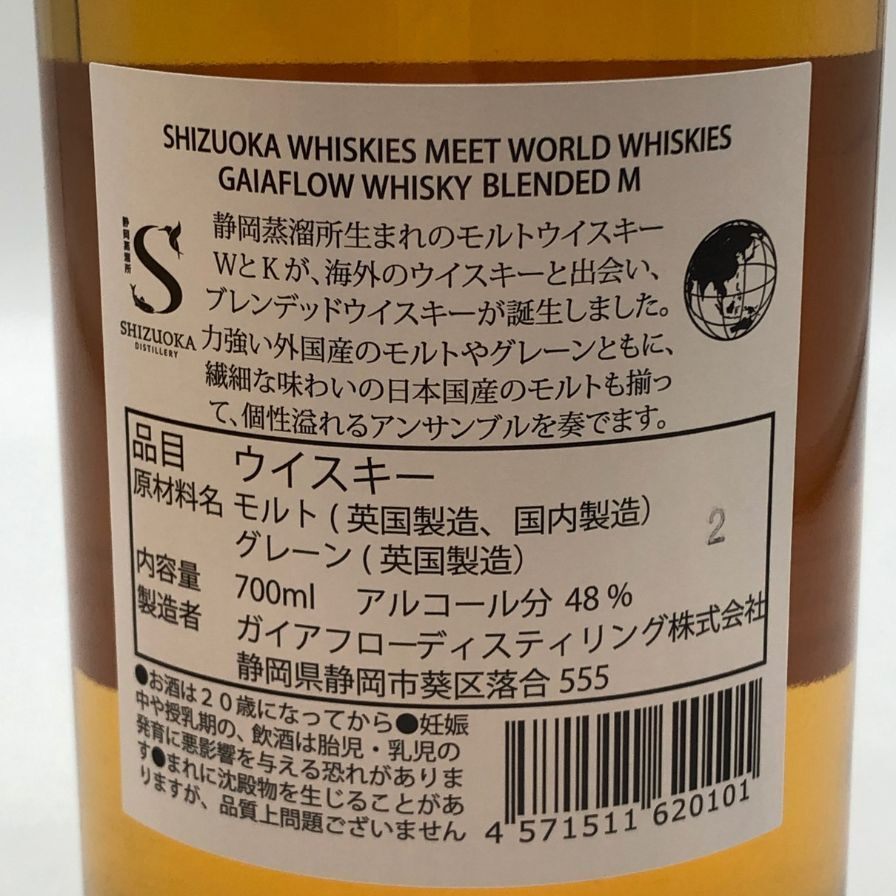 SHIZUOKA WHISKIES MEET WORLD WHISKIES
GAIAFLOW WHISKY BLENDED M
静岡蒸溜所
S
SHIZUOKA
DISTILLERY
静岡蒸溜所生まれのモルトウイスキー
WとKが、海外のウイスキーと出会い、
ブレンデッドウイスキーが誕生しました。
力強い外国産のモルトやグレーンともに、
繊細な味わいの日本国産のモルトも揃っ
て、個性溢れるアンサンブルを奏でます。
品目 ウイスキー
原材料名 モルト(英国製造、国内製造)
グレーン(英国製造)
2
内容量 700ml アルコール分 48%
製造者 ガイアフローディスティリング株式会社
静岡県静岡市葵区落合 555
●お酒は20歳になってから●妊娠
中や授乳期の、飲酒は胎児・乳児の
発育に悪影響を与える恐れがありま
す●まれに沈殿物を生じることがあ
りますが、品質上問題ございません
4 571511 620101